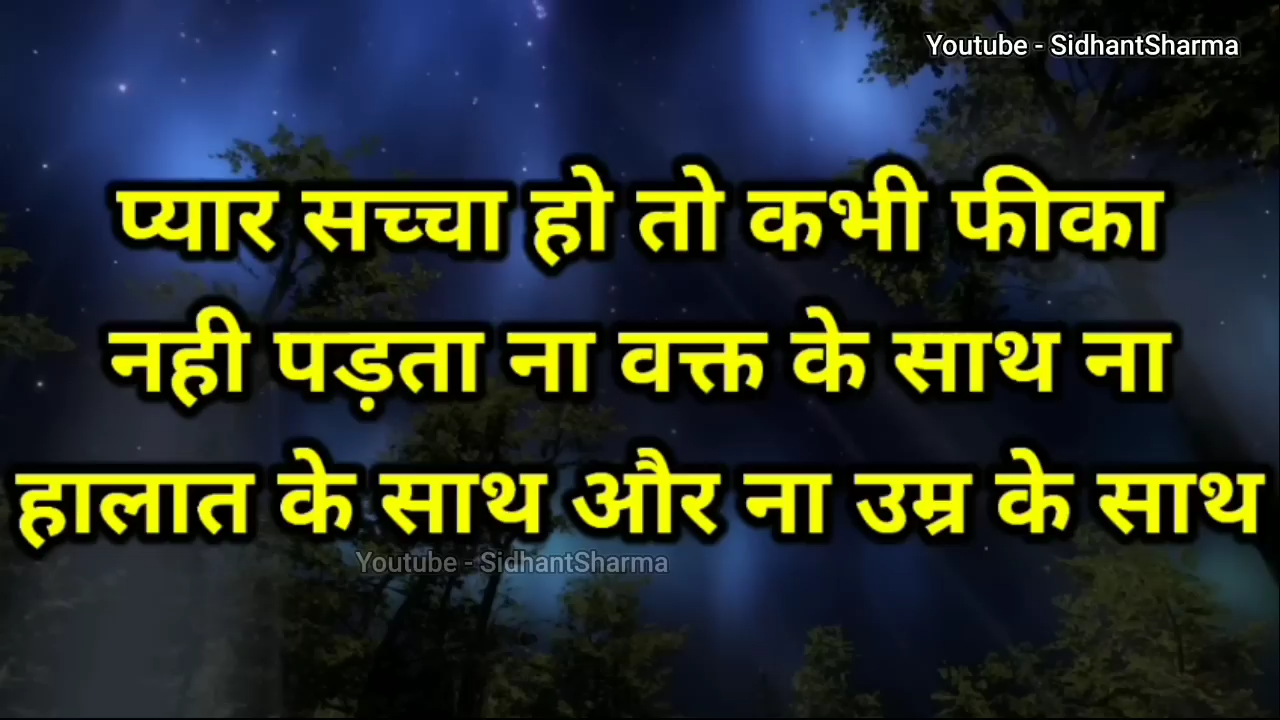 Youtube - SidhantSharma
प्यार सच्चा हो तो कभी फीका
नही पड़ता ना वक्त के साथ ना
हालात के साथ और ना उम्र के साथ
Youtube - SidhantSharma